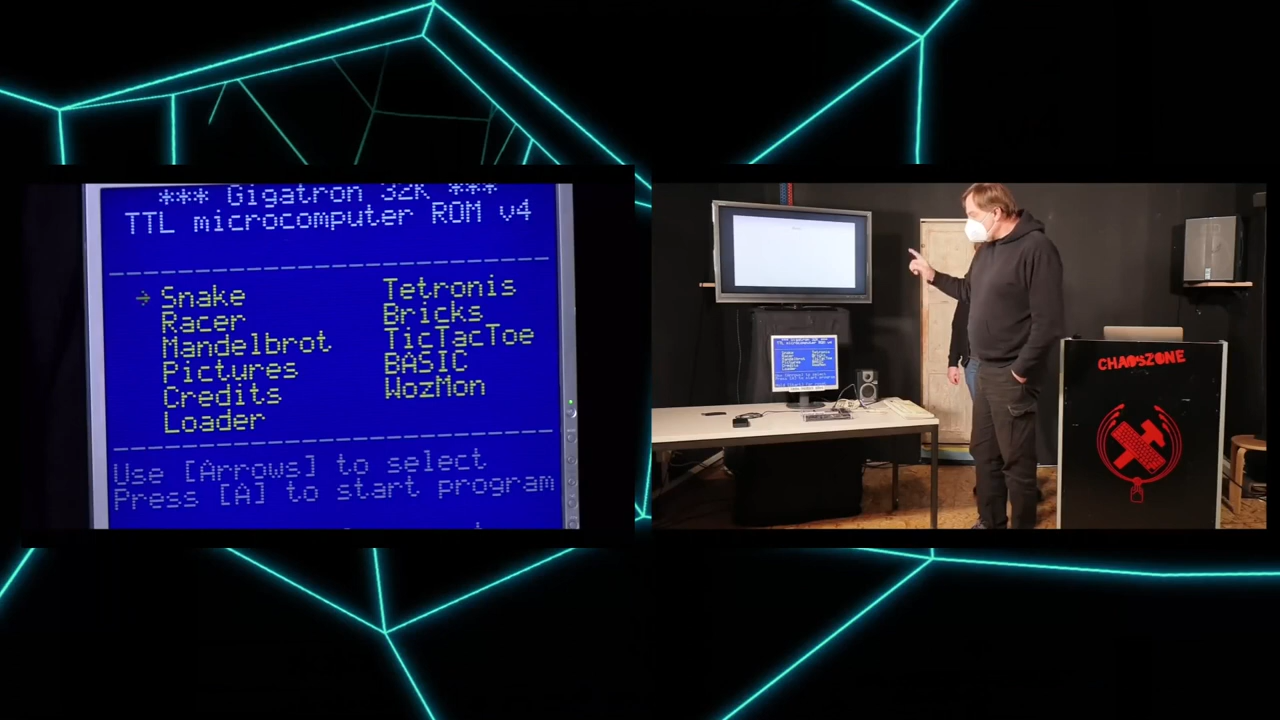 *** Gigatron 32K ***
TTL microcomputer ROM v4
Snake Tetronis
Racer Bricks
Mandelbrot TicTacToe
Pictures BASIC
Credits WozMon
Loader
Use [Arrows] to select
Press [A] to start program
CHAOSZONE